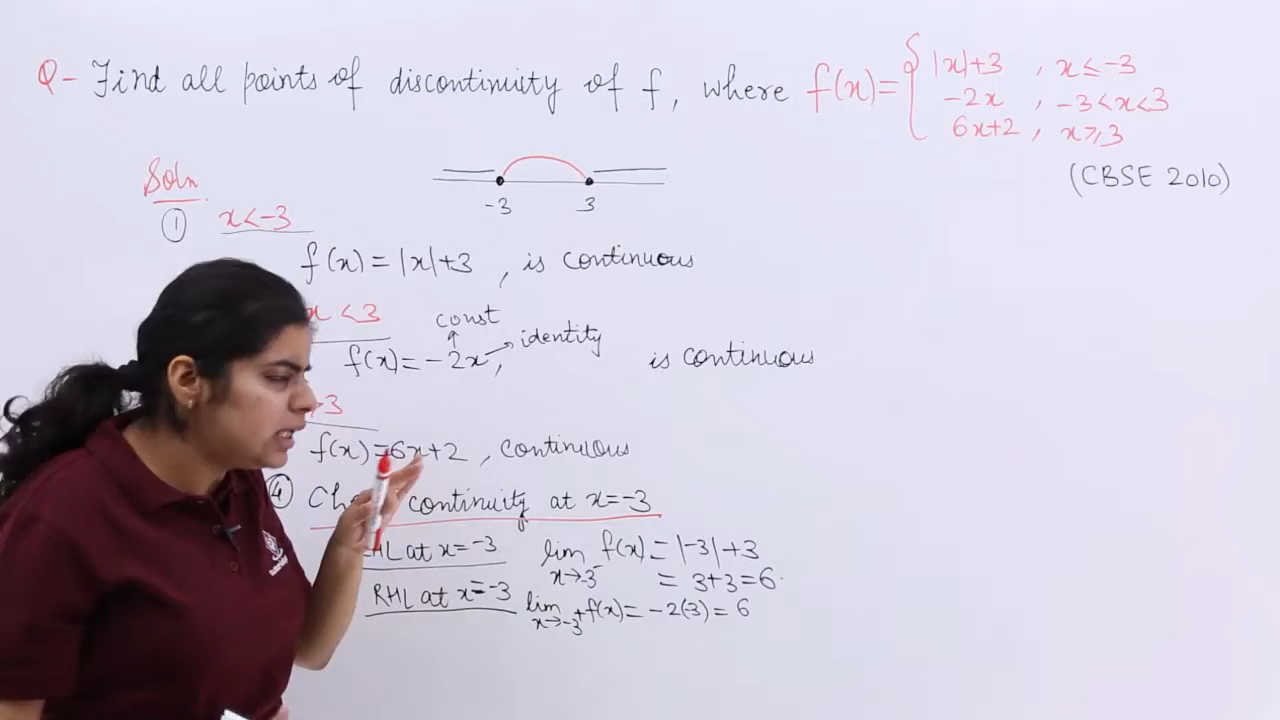 Q- Find all points of discontinuity of f, where f(x)= { |x|+3 , x≤-3
-2x , -3<x<3
6x+2 , x≥3
(CBSE 2010)
-3 3
Soln
① x<-3
f(x)=|x|+3 , is continuous
x<3
const
identity
f(x)=-2x, is continuous
>3
f(x)=6x+2 , continuous
④ continuity at x=-3
HL at x=-3 lim x→-3⁻ f(x)=|-3|+3
= 3+3=6.
RHL at x=-3 lim x→-3⁺ f(x)=-2(-3)=6